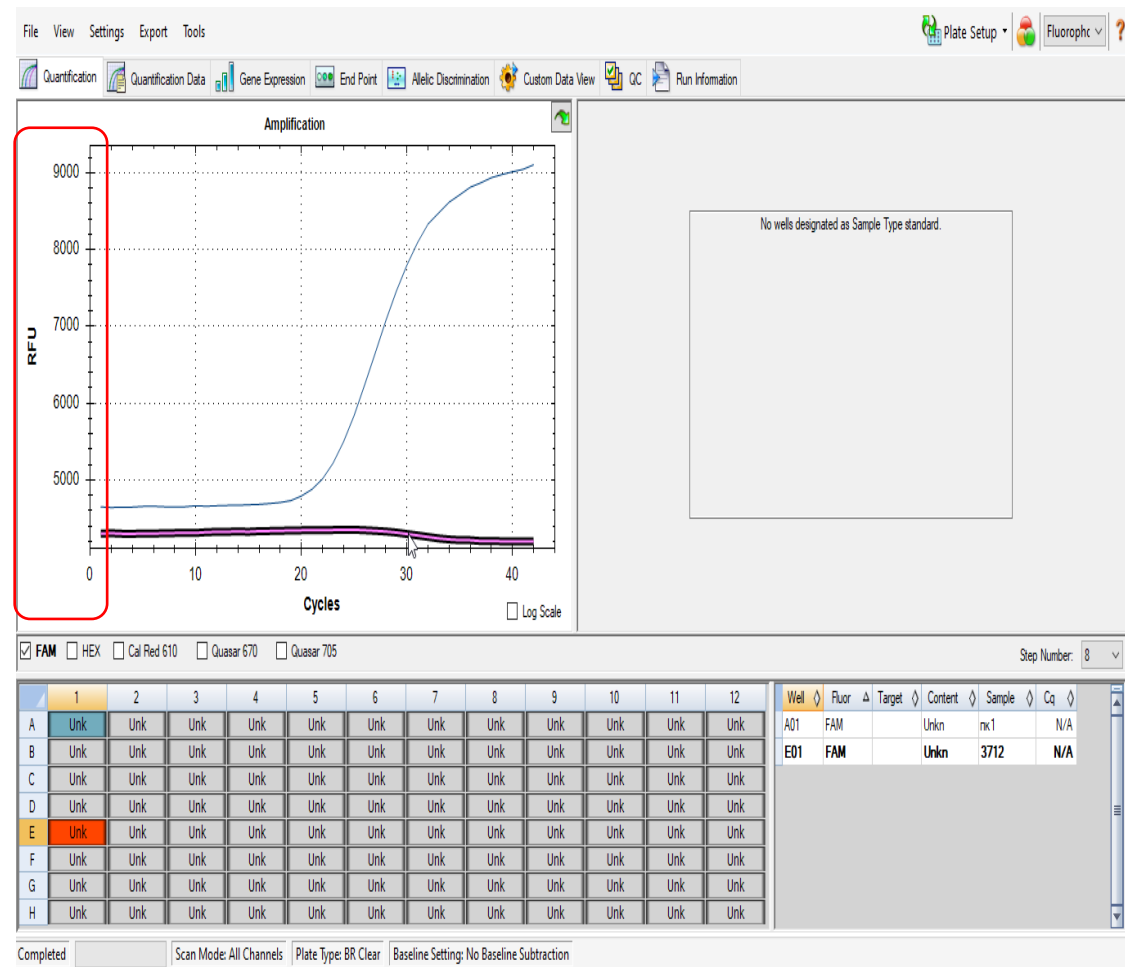 File View Settings Export Tools Plate Setup Fluorophc ?
Quantification Quantification Data Gene Expression End Point Allelic Discrimination Custom Data View QC Run Information
Amplification
9000
8000
7000
6000
5000
RFU
0 10 20 30 40
Cycles
Log Scale
No wells designated as Sample Type standard.
FAM HEX Cal Red 610 Quasar 670 Quasar 705 Step Number: 8
1 2 3 4 5 6 7 8 9 10 11 12
A Unk Unk Unk Unk Unk Unk Unk Unk Unk Unk Unk Unk
B Unk Unk Unk Unk Unk Unk Unk Unk Unk Unk Unk Unk
C Unk Unk Unk Unk Unk Unk Unk Unk Unk Unk Unk Unk
D Unk Unk Unk Unk Unk Unk Unk Unk Unk Unk Unk Unk
E Unk Unk Unk Unk Unk Unk Unk Unk Unk Unk Unk Unk
F Unk Unk Unk Unk Unk Unk Unk Unk Unk Unk Unk Unk
G Unk Unk Unk Unk Unk Unk Unk Unk Unk Unk Unk Unk
H Unk Unk Unk Unk Unk Unk Unk Unk Unk Unk Unk Unk
Well Fluor Target Content Sample Cq
A01 FAM Unkn пк1 N/A
E01 FAM Unkn 3712 N/A
Completed Scan Mode: All Channels Plate Type: BR Clear Baseline Setting: No Baseline Subtraction